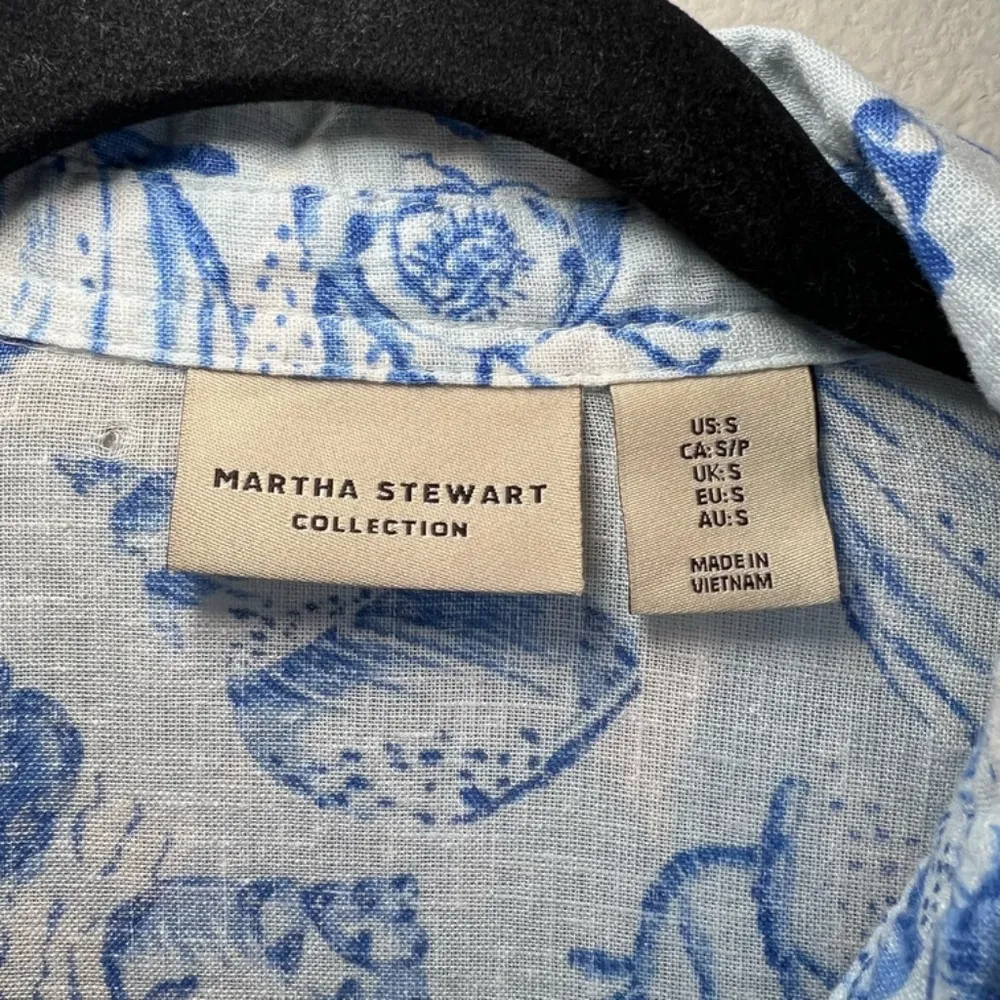 MARTHA STEWART
COLLECTION
US: S
CA: S/P
UK: S
EU: S
AU: S
MADE IN
VIETNAM